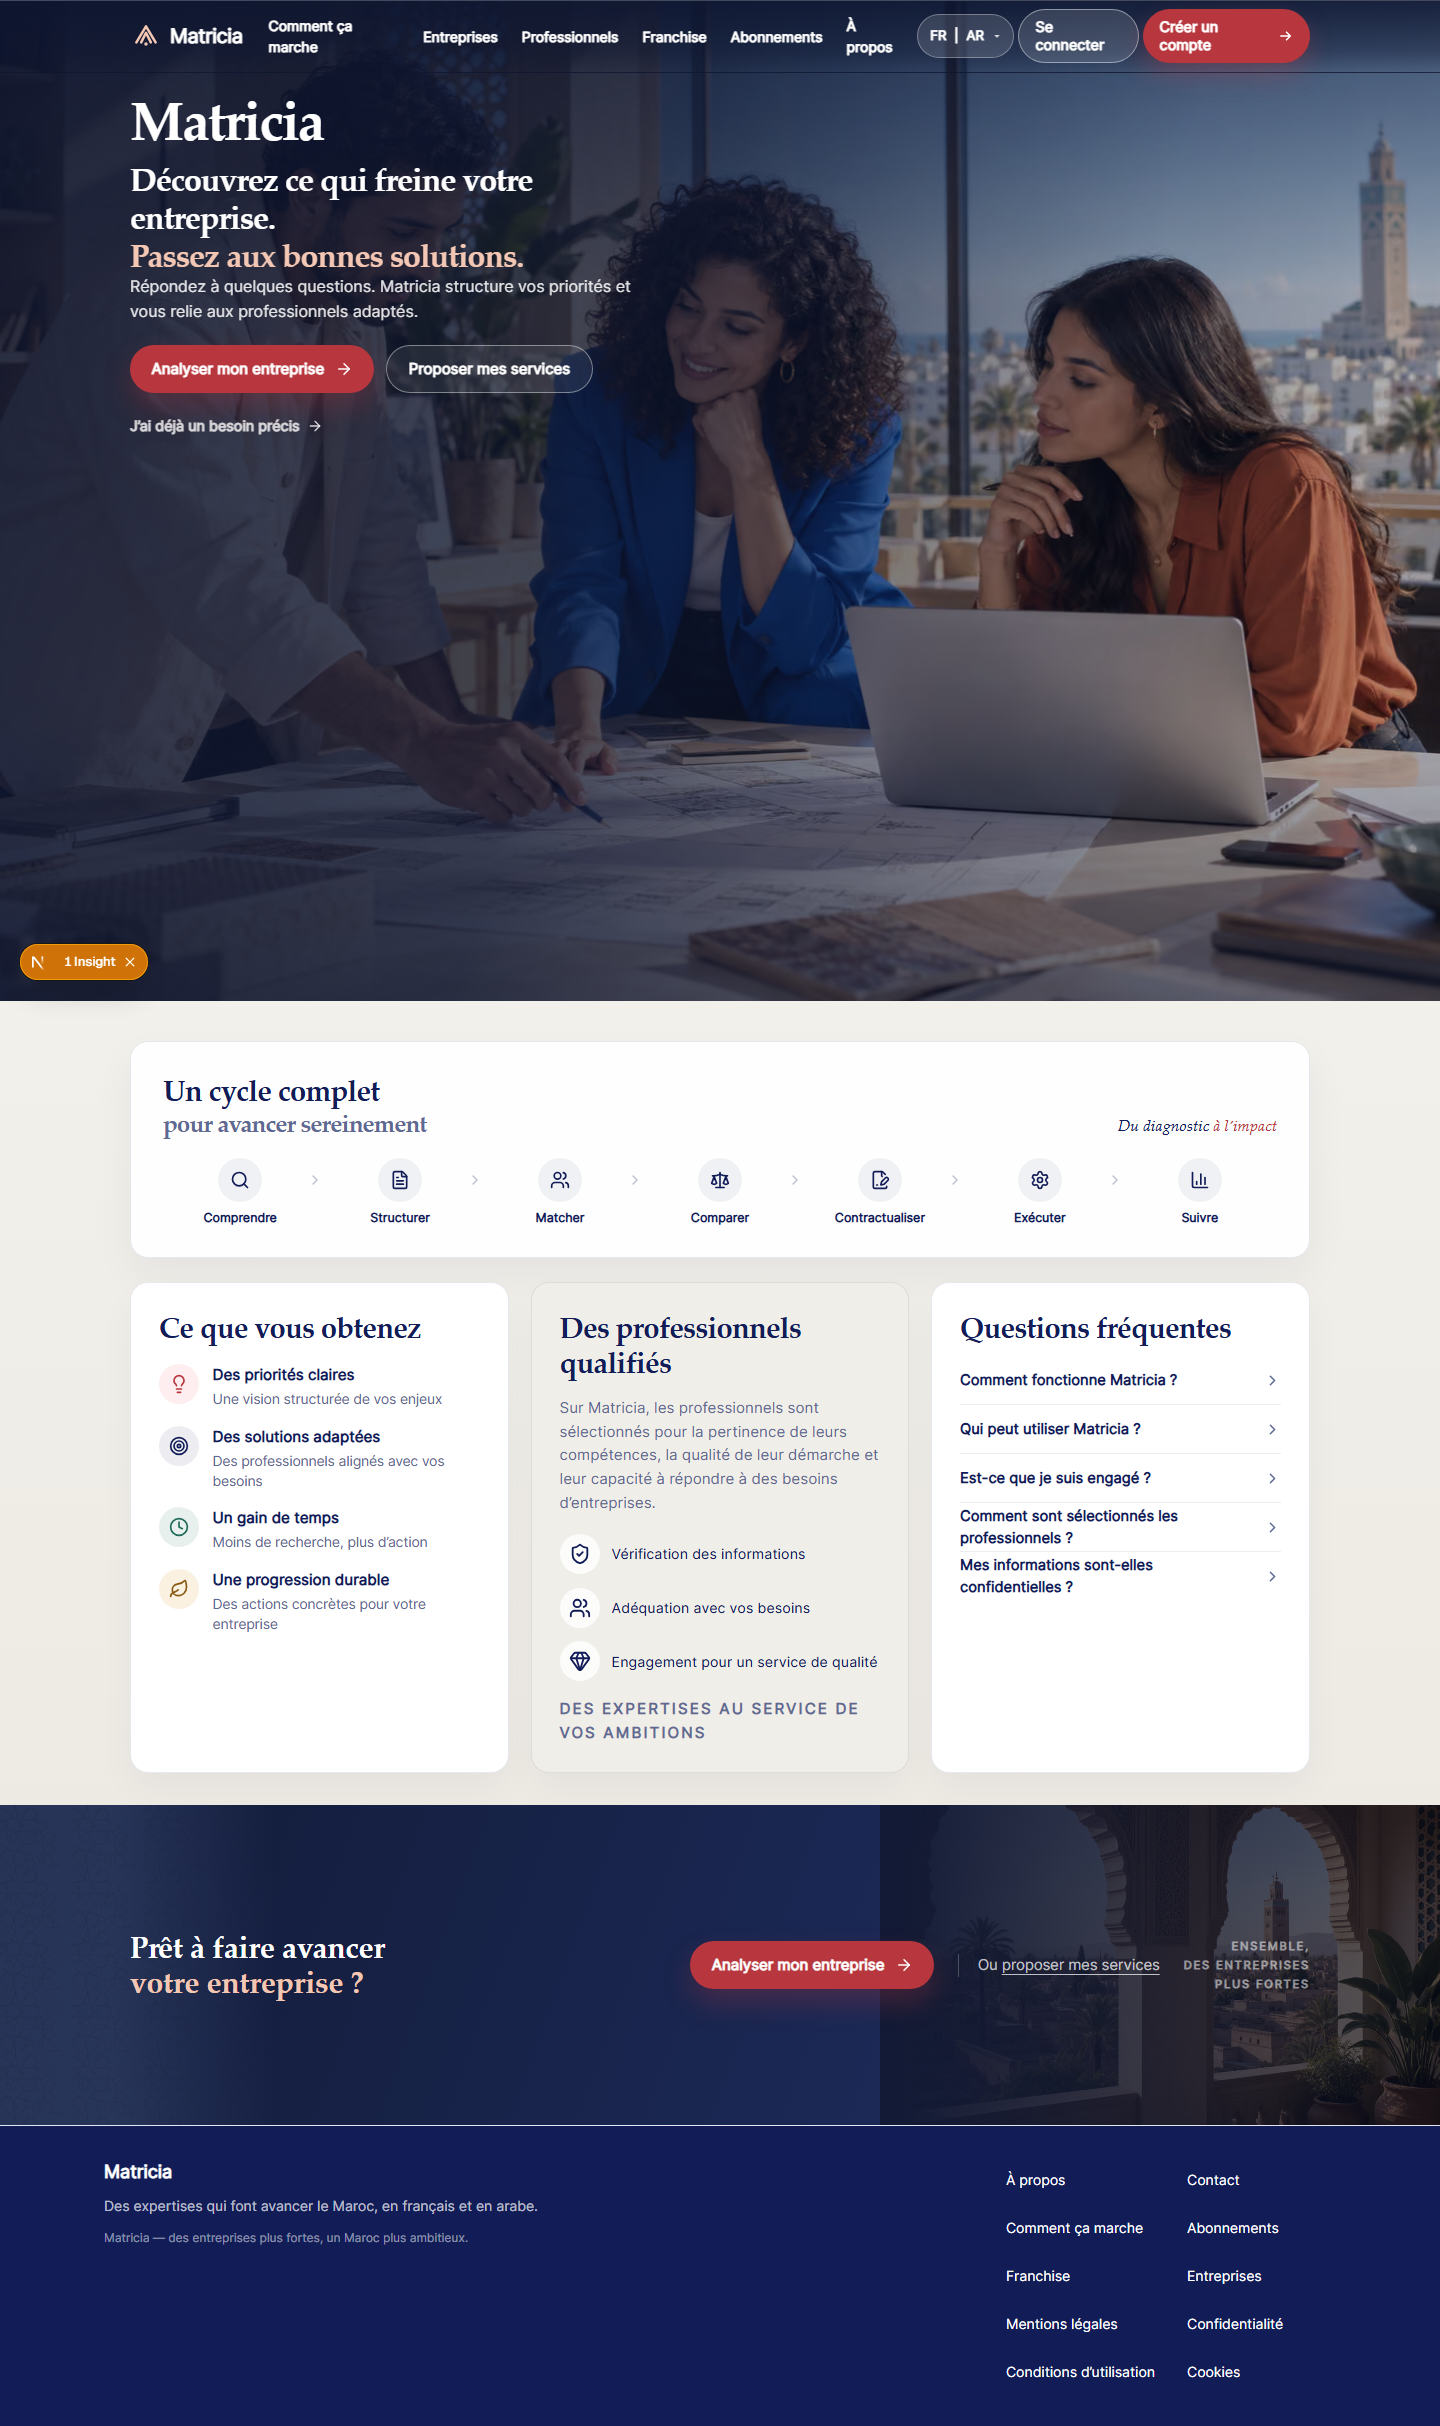 Matricia
Comment ça marche
Entreprises
Professionnels
Franchise
Abonnements
À propos
FR | AR
Se connecter
Créer un compte
Matricia
Découvrez ce qui freine votre
entreprise.
Passez aux bonnes solutions.
Répondez à quelques questions. Matricia structure vos priorités et
vous relie aux professionnels adaptés.
Analyser mon entreprise
Proposer mes services
J'ai déjà un besoin précis
1 Insight
Un cycle complet
pour avancer sereinement
Du diagnostic à l'impact
Comprendre
Structurer
Matcher
Comparer
Contractualiser
Exécuter
Suivre
Ce que vous obtenez
Des priorités claires
Une vision structurée de vos enjeux
Des solutions adaptées
Des professionnels alignés avec vos
besoins
Un gain de temps
Moins de recherche, plus d'action
Une progression durable
Des actions concrètes pour votre
entreprise
Des professionnels
qualifiés
Sur Matricia, les professionnels sont
sélectionnés pour la pertinence de leurs
compétences, la qualité de leur démarche et
leur capacité à répondre à des besoins
d'entreprises.
Vérification des informations
Adéquation avec vos besoins
Engagement pour un service de qualité
DES EXPERTISES AU SERVICE DE
VOS AMBITIONS
Questions fréquentes
Comment fonctionne Matricia ?
Qui peut utiliser Matricia ?
Est-ce que je suis engagé ?
Comment sont sélectionnés les
professionnels ?
Mes informations sont-elles
confidentielles ?
Prêt à faire avancer
votre entreprise ?
Analyser mon entreprise
Ou proposer mes services
ENSEMBLE,
DES ENTREPRISES
PLUS FORTES
Matricia
Des expertises qui font avancer le Maroc, en français et en arabe.
Matricia — des entreprises plus fortes, un Maroc plus ambitieux.
À propos
Contact
Comment ça marche
Abonnements
Franchise
Entreprises
Mentions légales
Confidentialité
Conditions d'utilisation
Cookies